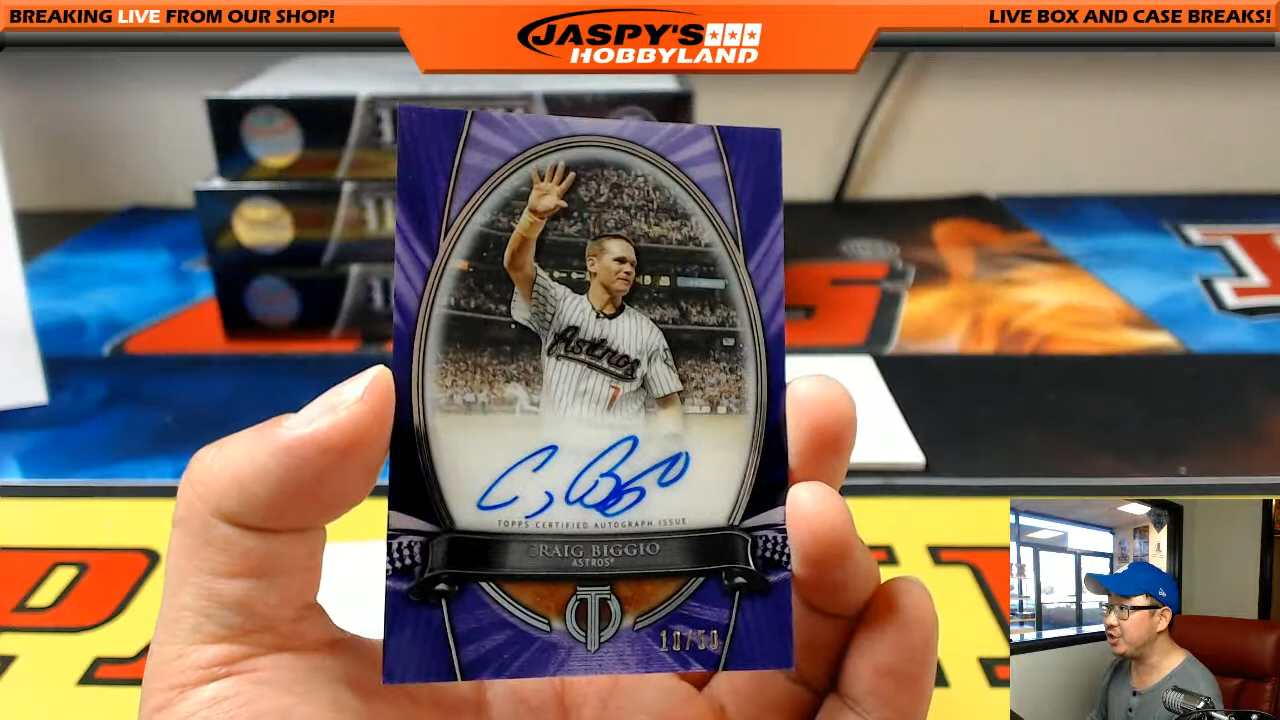 BREAKING LIVE FROM OUR SHOP!
JASPY'S
HOBBYLAND
LIVE BOX AND CASE BREAKS!
Astros
7
TOPPS CERTIFIED AUTOGRAPH ISSUE
CRAIG BIGGIO
ASTROS
T
10/50